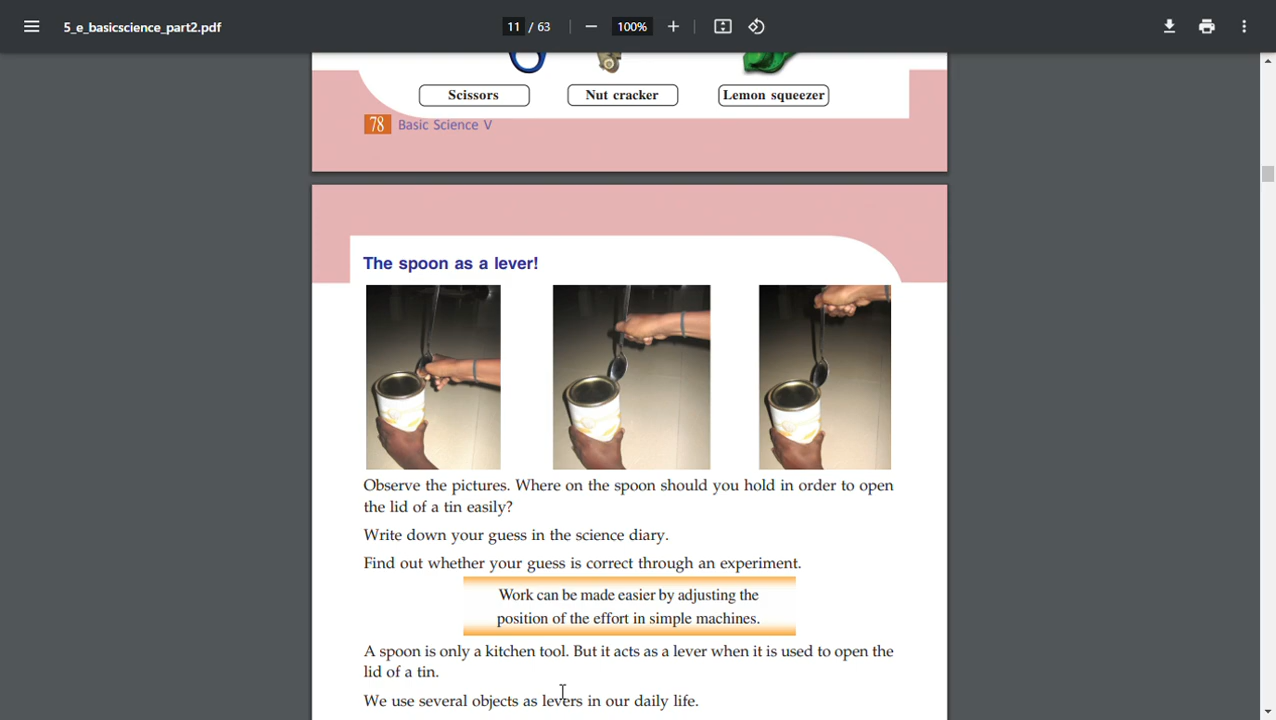 5_e_basicscience_part2.pdf
11 / 63
100%
Scissors
Nut cracker
Lemon squeezer
78 Basic Science V
The spoon as a lever!
Observe the pictures. Where on the spoon should you hold in order to open
the lid of a tin easily?
Write down your guess in the science diary.
Find out whether your guess is correct through an experiment.
Work can be made easier by adjusting the
position of the effort in simple machines.
A spoon is only a kitchen tool. But it acts as a lever when it is used to open the
lid of a tin.
We use several objects as levers in our daily life.